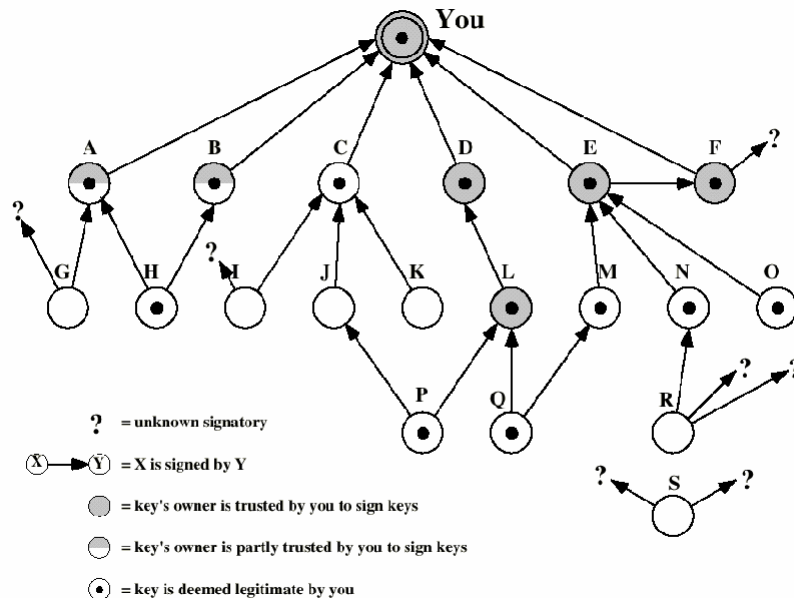 You
A B C D E F
?
?
G H I J K L M N O
?
P Q R ? ?
? = unknown signatory
X Y = X is signed by Y
? S ?
= key's owner is trusted by you to sign keys
= key's owner is partly trusted by you to sign keys
= key is deemed legitimate by you